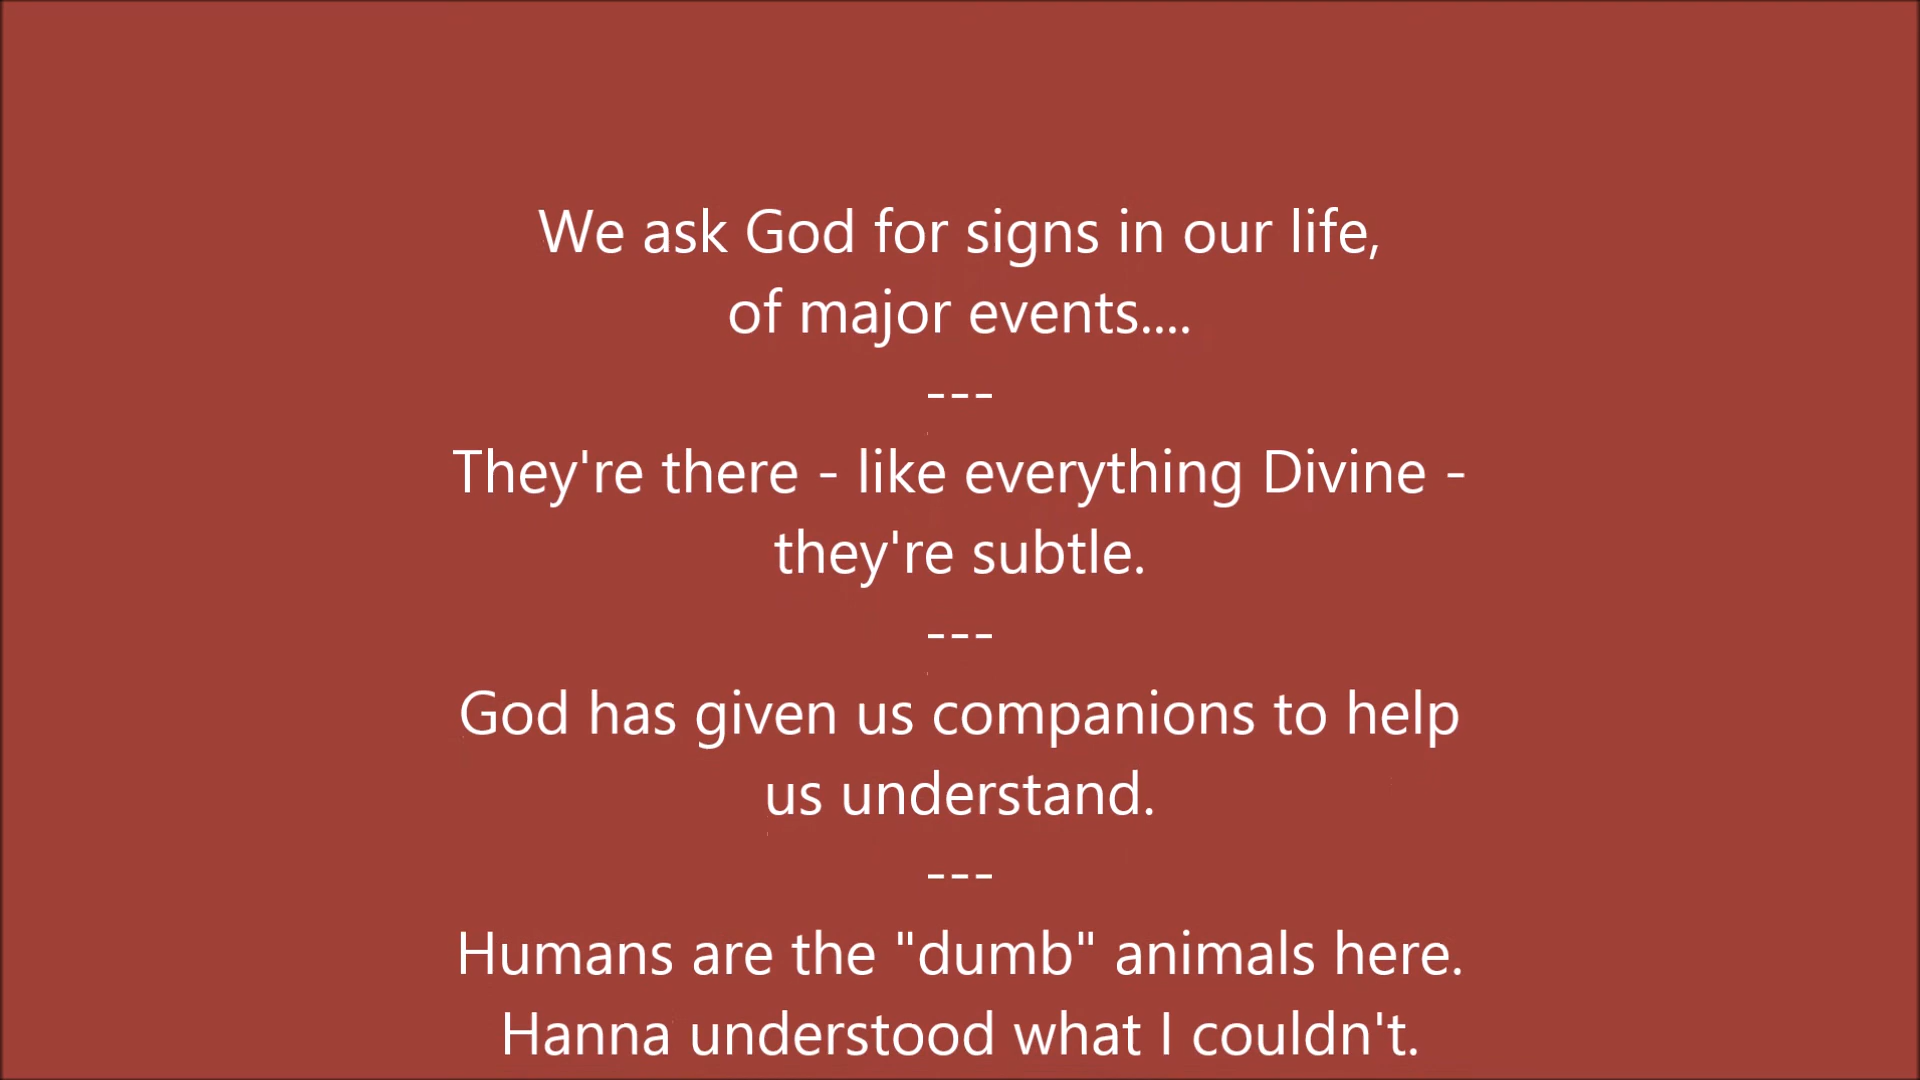 We ask God for signs in our life,
of major events....
---
They're there - like everything Divine -
they're subtle.
---
God has given us companions to help
us understand.
---
Humans are the "dumb" animals here.
Hanna understood what I couldn't.